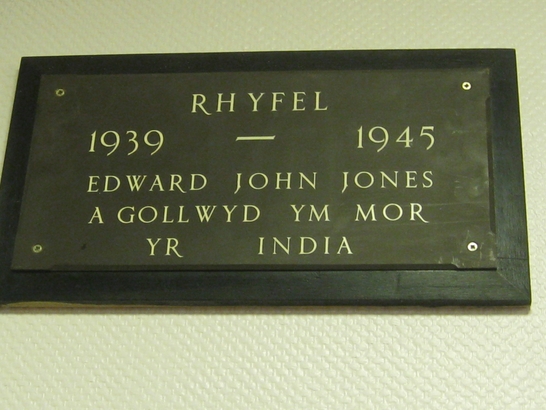 RHYFEL
1939 — 1945
EDWARD JOHN JONES
A GOLLWYD YM MOR
YR INDIA